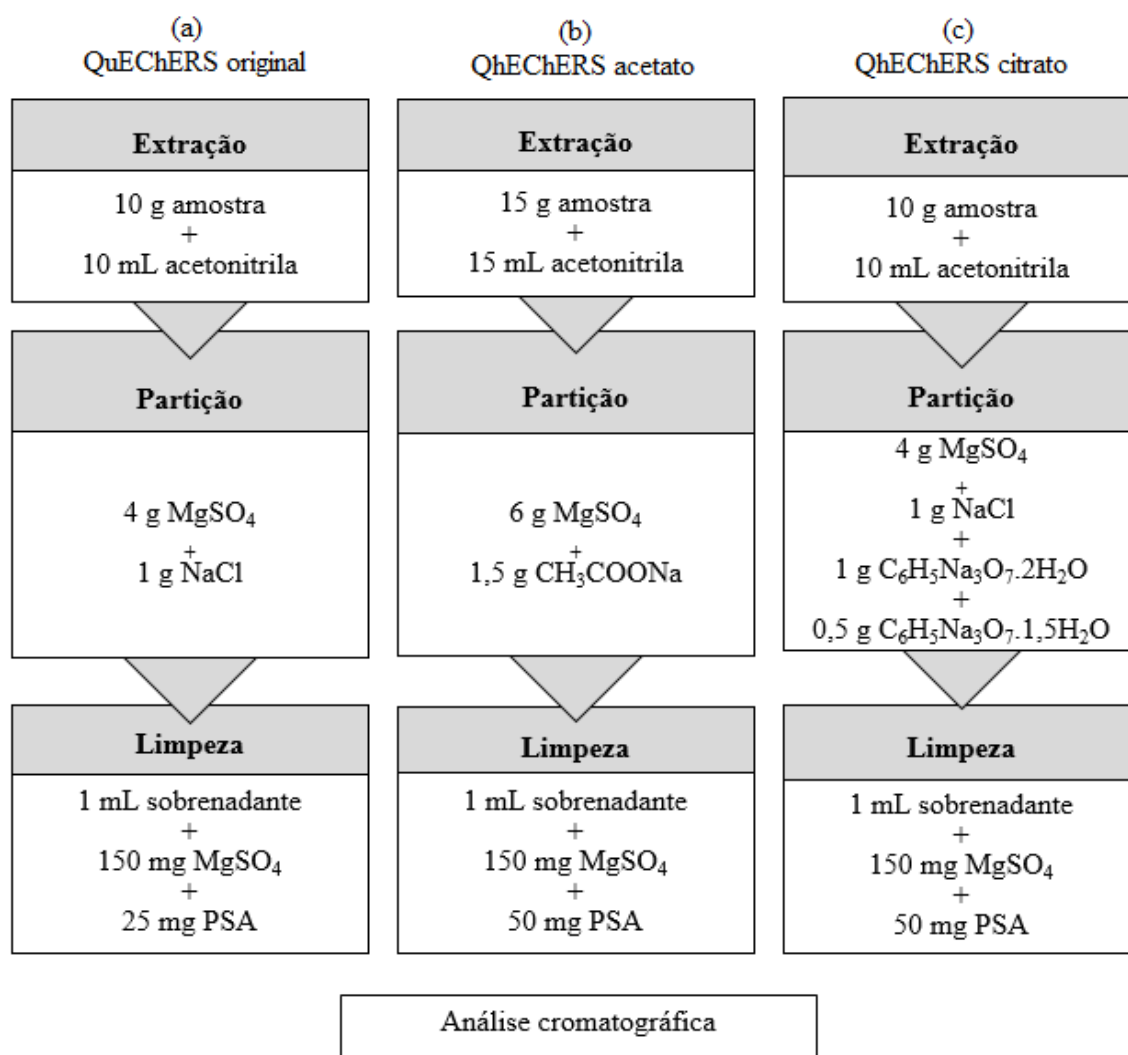 (a)
QuEChERS original
Extração
10 g amostra
+
10 mL acetonitrila
Partição
4 g MgSO₄
+
1 g NaCl
Limpeza
1 mL sobrenadante
+
150 mg MgSO₄
+
25 mg PSA
(b)
QhEChERS acetato
Extração
15 g amostra
+
15 mL acetonitrila
Partição
6 g MgSO₄
+
1,5 g CH₃COONa
Limpeza
1 mL sobrenadante
+
150 mg MgSO₄
+
50 mg PSA
(c)
QhEChERS citrato
Extração
10 g amostra
+
10 mL acetonitrila
Partição
4 g MgSO₄
+
1 g NaCl
+
1 g C₆H₅Na₃O₇.2H₂O
+
0,5 g C₆H₅Na₃O₇.1,5H₂O
Limpeza
1 mL sobrenadante
+
150 mg MgSO₄
+
50 mg PSA
Análise cromatográfica